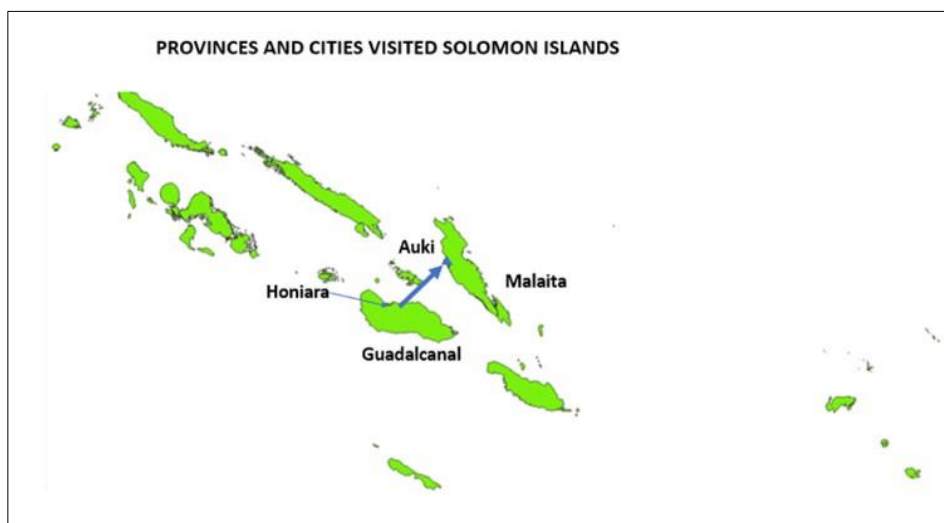 PROVINCES AND CITIES VISITED SOLOMON ISLANDS
Auki
Malaita
Honiara
Guadalcanal